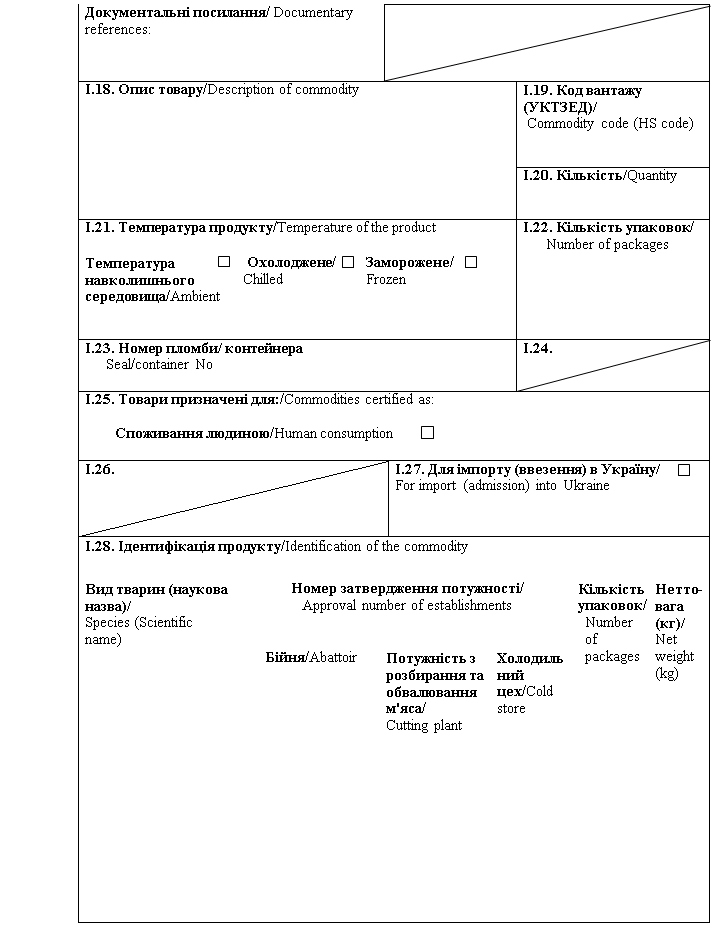 Документальні посилання/ Documentary
references:
I.18. Опис товару/Description of commodity
I.19. Код вантажу
(УКТЗЕД)/
Commodity code (HS code)
I.20. Кількість/Quantity
I.21. Температура продукту/Temperature of the product
I.22. Кількість упаковок/
Number of packages
Температура ☐ Охолоджене/ ☐ Заморожене/ ☐
навколишнього Chilled Frozen
середовища/Ambient
I.23. Номер пломби/ контейнера
Seal/container No
I.24.
I.25. Товари призначені для:/Commodities certified as:
Споживання людиною/Human consumption ☐
I.26.
I.27. Для імпорту (ввезення) в Україну/ ☐
For import (admission) into Ukraine
I.28. Ідентифікація продукту/Identification of the commodity
Вид тварин (наукова
назва)/
Species (Scientific
name)
Номер затвердження потужності/
Approval number of establishments
Бійня/Abattoir
Потужність з
розбирання та
обвалювання
м'яса/
Cutting plant
Холодиль
ний
цех/Cold
store
Кількість
упаковок/
Number
of
packages
Нетто-
вага
(кг)/
Net
weight
(kg)